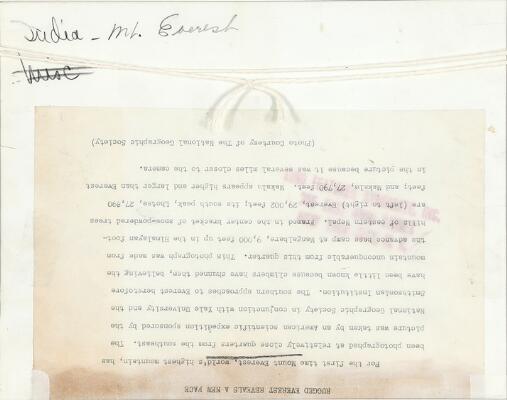 India - Mt. Everest
Misc
RUGGED EVEREST REVEALS A NEW FACE
For the first time Mount Everest, world's highest mountain, has
been photographed at relatively close quarters from the southeast. The
picture was taken by an American scientific expedition sponsored by the
National Geographic Society in conjunction with Yale University and the
Smithsonian Institution. The southern approaches to Everest heretofore
have been little known because climbers have shunned them, believing the
mountain unconquerable from this quarter. This photograph was made from
the advance base camp at Mangalbare, 9,000 feet up in the Himalayan foot-
hills of central Nepal. Framed in the center bracket of snow-powdered trees
are (left to right) Everest, 29,002 feet; its south peak, Lhotse, 27,890
feet; and Makalu, 27,790 feet. Makalu appears higher and larger than Everest
in the picture because it was several miles closer to the camera.
(Photo Courtesy of The National Geographic Society)